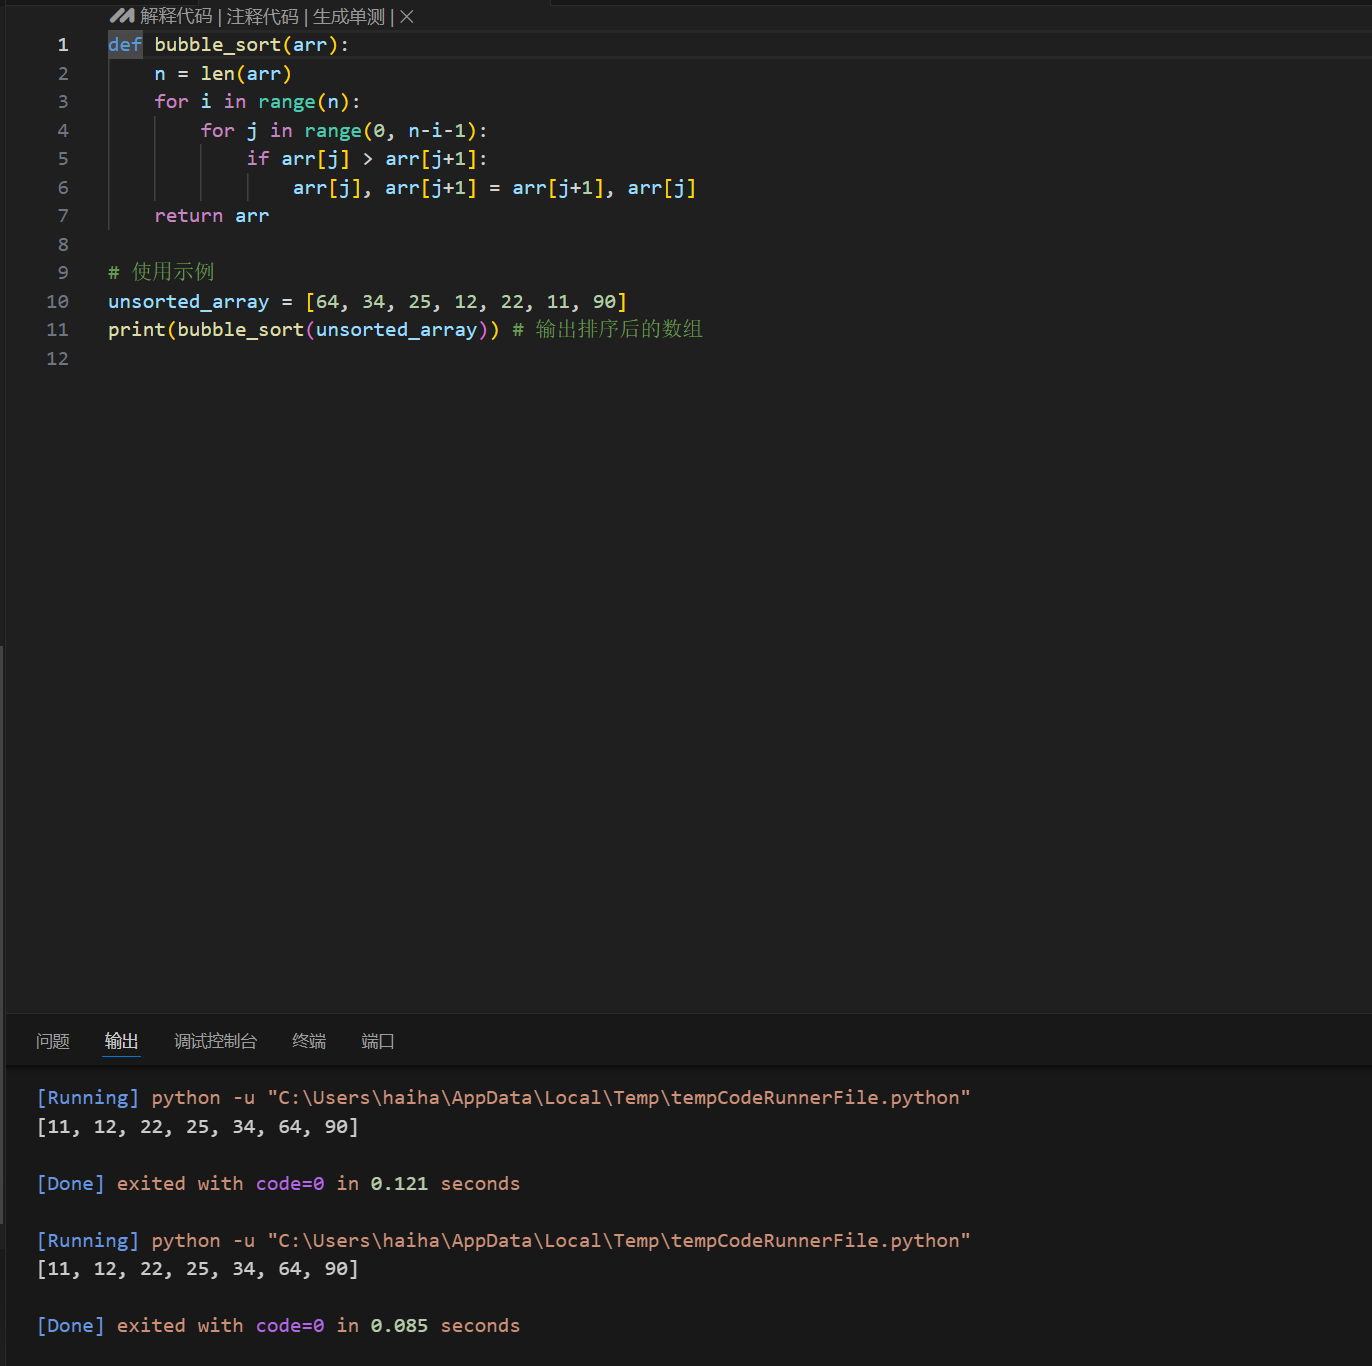 解释代码 | 注释代码 | 生成单测 | ×
1 def bubble_sort(arr):
2     n = len(arr)
3     for i in range(n):
4         for j in range(0, n-i-1):
5             if arr[j] > arr[j+1]:
6                 arr[j], arr[j+1] = arr[j+1], arr[j]
7     return arr
8
9 # 使用示例
10 unsorted_array = [64, 34, 25, 12, 22, 11, 90]
11 print(bubble_sort(unsorted_array)) # 输出排序后的数组
12
问题 输出 调试控制台 终端 端口
[Running] python -u "C:\Users\haiha\AppData\Local\Temp\tempCodeRunnerFile.python"
[11, 12, 22, 25, 34, 64, 90]
[Done] exited with code=0 in 0.121 seconds
[Running] python -u "C:\Users\haiha\AppData\Local\Temp\tempCodeRunnerFile.python"
[11, 12, 22, 25, 34, 64, 90]
[Done] exited with code=0 in 0.085 seconds